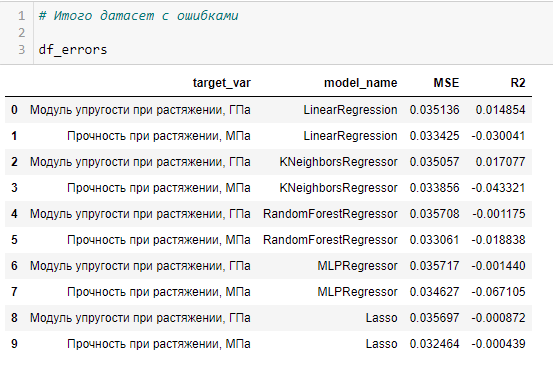 1 # Итого датасет с ошибками
2
3 df_errors
target_var model_name MSE R2
0 Модуль упругости при растяжении, ГПа LinearRegression 0.035136 0.014854
1 Прочность при растяжении, МПа LinearRegression 0.033425 -0.030041
2 Модуль упругости при растяжении, ГПа KNeighborsRegressor 0.035057 0.017077
3 Прочность при растяжении, МПа KNeighborsRegressor 0.033856 -0.043321
4 Модуль упругости при растяжении, ГПа RandomForestRegressor 0.035708 -0.001175
5 Прочность при растяжении, МПа RandomForestRegressor 0.033061 -0.018838
6 Модуль упругости при растяжении, ГПа MLPRegressor 0.035717 -0.001440
7 Прочность при растяжении, МПа MLPRegressor 0.034627 -0.067105
8 Модуль упругости при растяжении, ГПа Lasso 0.035697 -0.000872
9 Прочность при растяжении, МПа Lasso 0.032464 -0.000439